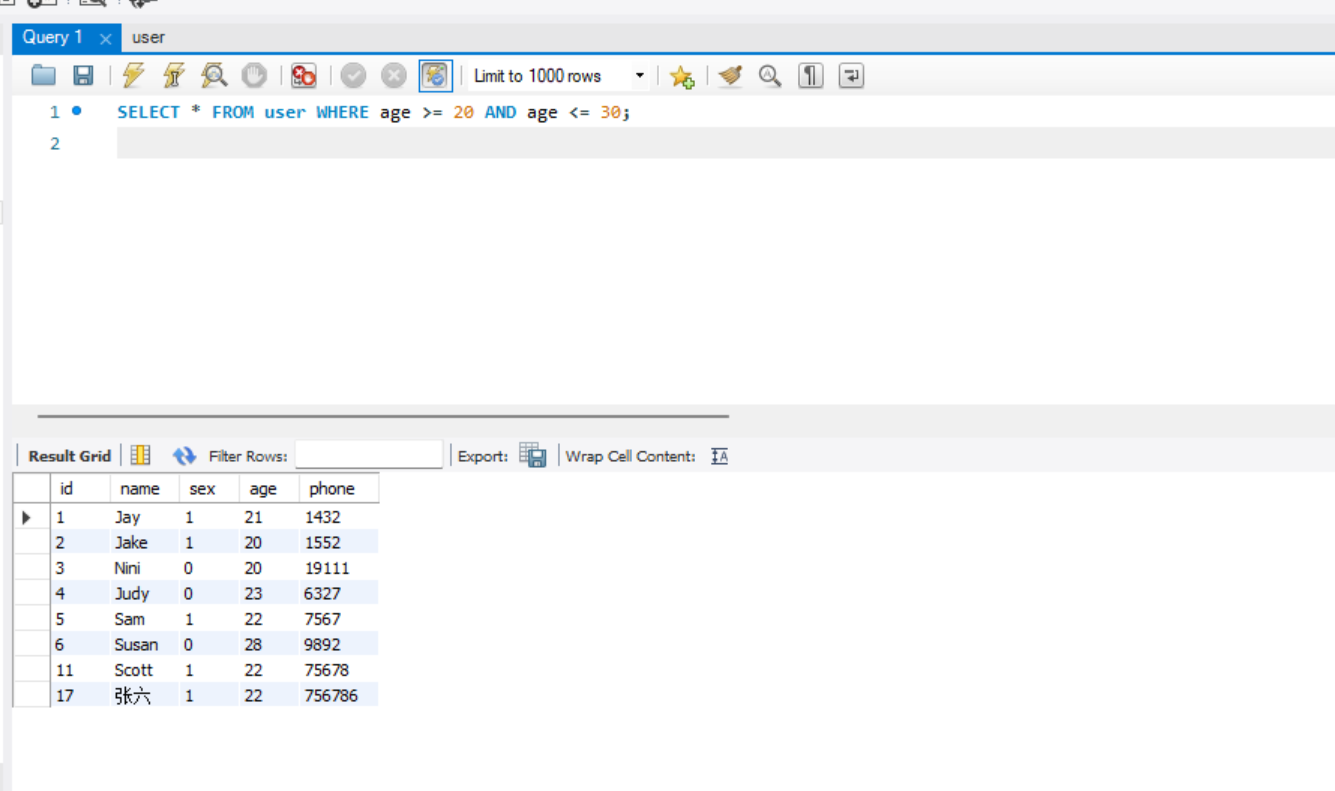 Query 1 user
Limit to 1000 rows
1 SELECT * FROM user WHERE age >= 20 AND age <= 30;
2
Result Grid Filter Rows: Export: Wrap Cell Content:
id name sex age phone
1 Jay 1 21 1432
2 Jake 1 20 1552
3 Nini 0 20 19111
4 Judy 0 23 6327
5 Sam 1 22 7567
6 Susan 0 28 9892
11 Scott 1 22 75678
17 张六 1 22 756786